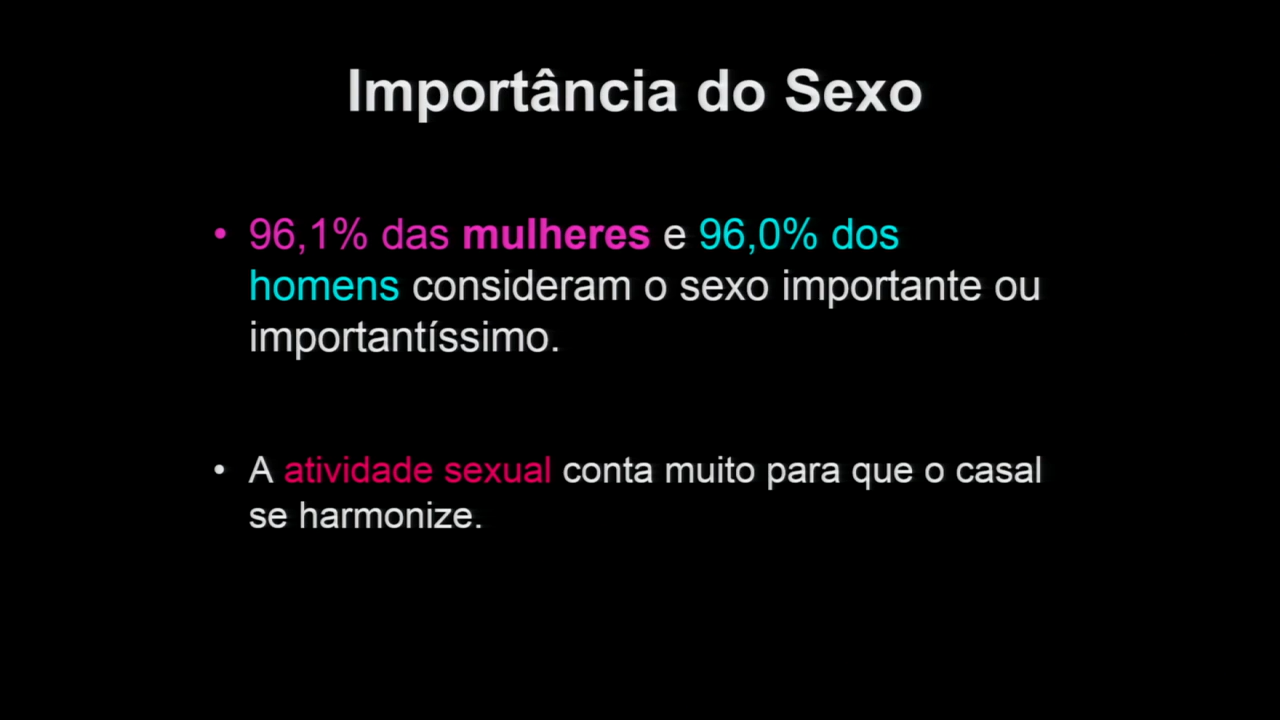 Importância do Sexo
• 96,1% das mulheres e 96,0% dos
homens consideram o sexo importante ou
importantíssimo.
• A atividade sexual conta muito para que o casal
se harmonize.